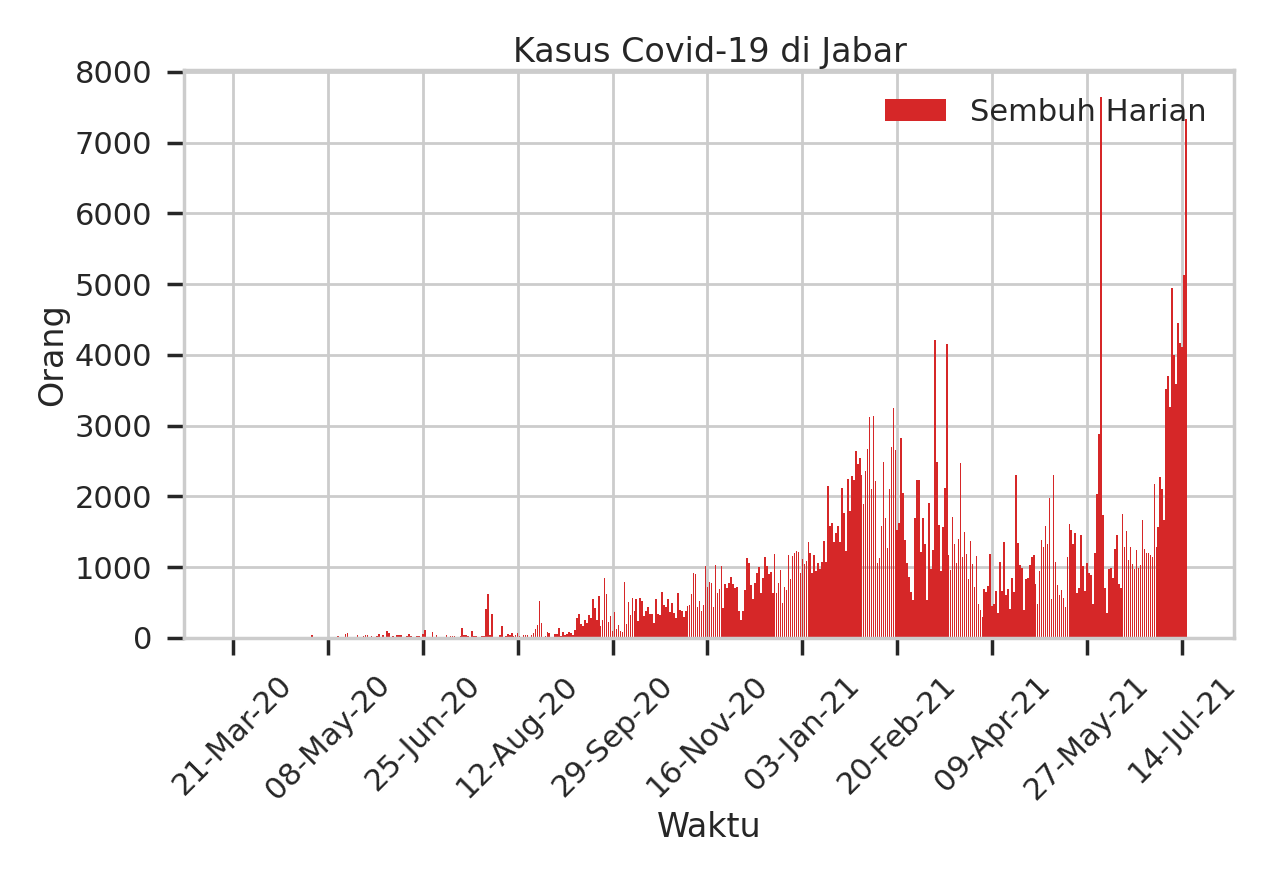 Kasus Covid-19 di Jabar
Sembuh Harian
8000
7000
6000
5000
4000
3000
2000
1000
0
Orang
21-Mar-20
08-May-20
25-Jun-20
12-Aug-20
29-Sep-20
16-Nov-20
03-Jan-21
20-Feb-21
09-Apr-21
27-May-21
14-Jul-21
Waktu